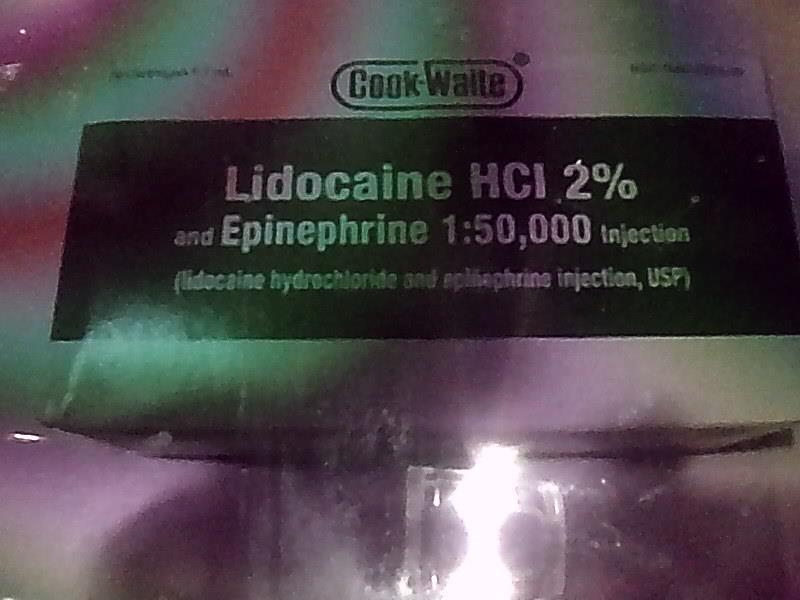 Cook-Waite
Lidocaine HCl 2%
and Epinephrine 1:50,000 Injection
(lidocaine hydrochloride and epinephrine injection, USP)